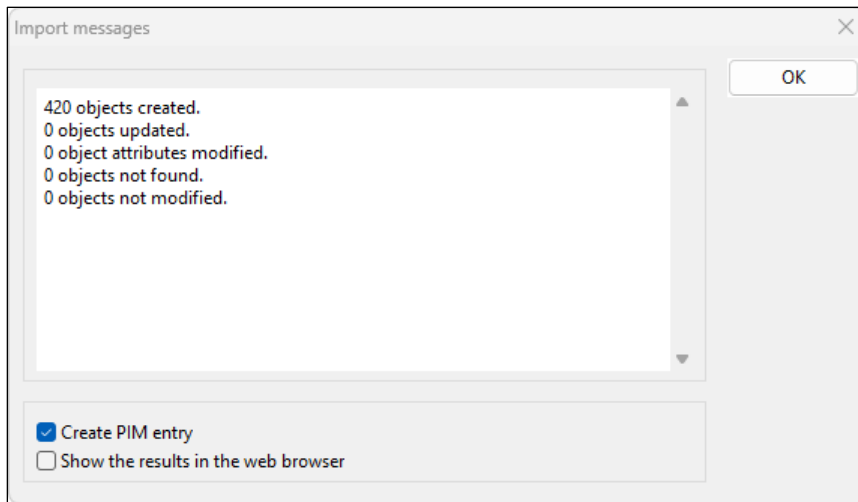 Import messages
OK
420 objects created.
0 objects updated.
0 object attributes modified.
0 objects not found.
0 objects not modified.
Create PIM entry
Show the results in the web browser